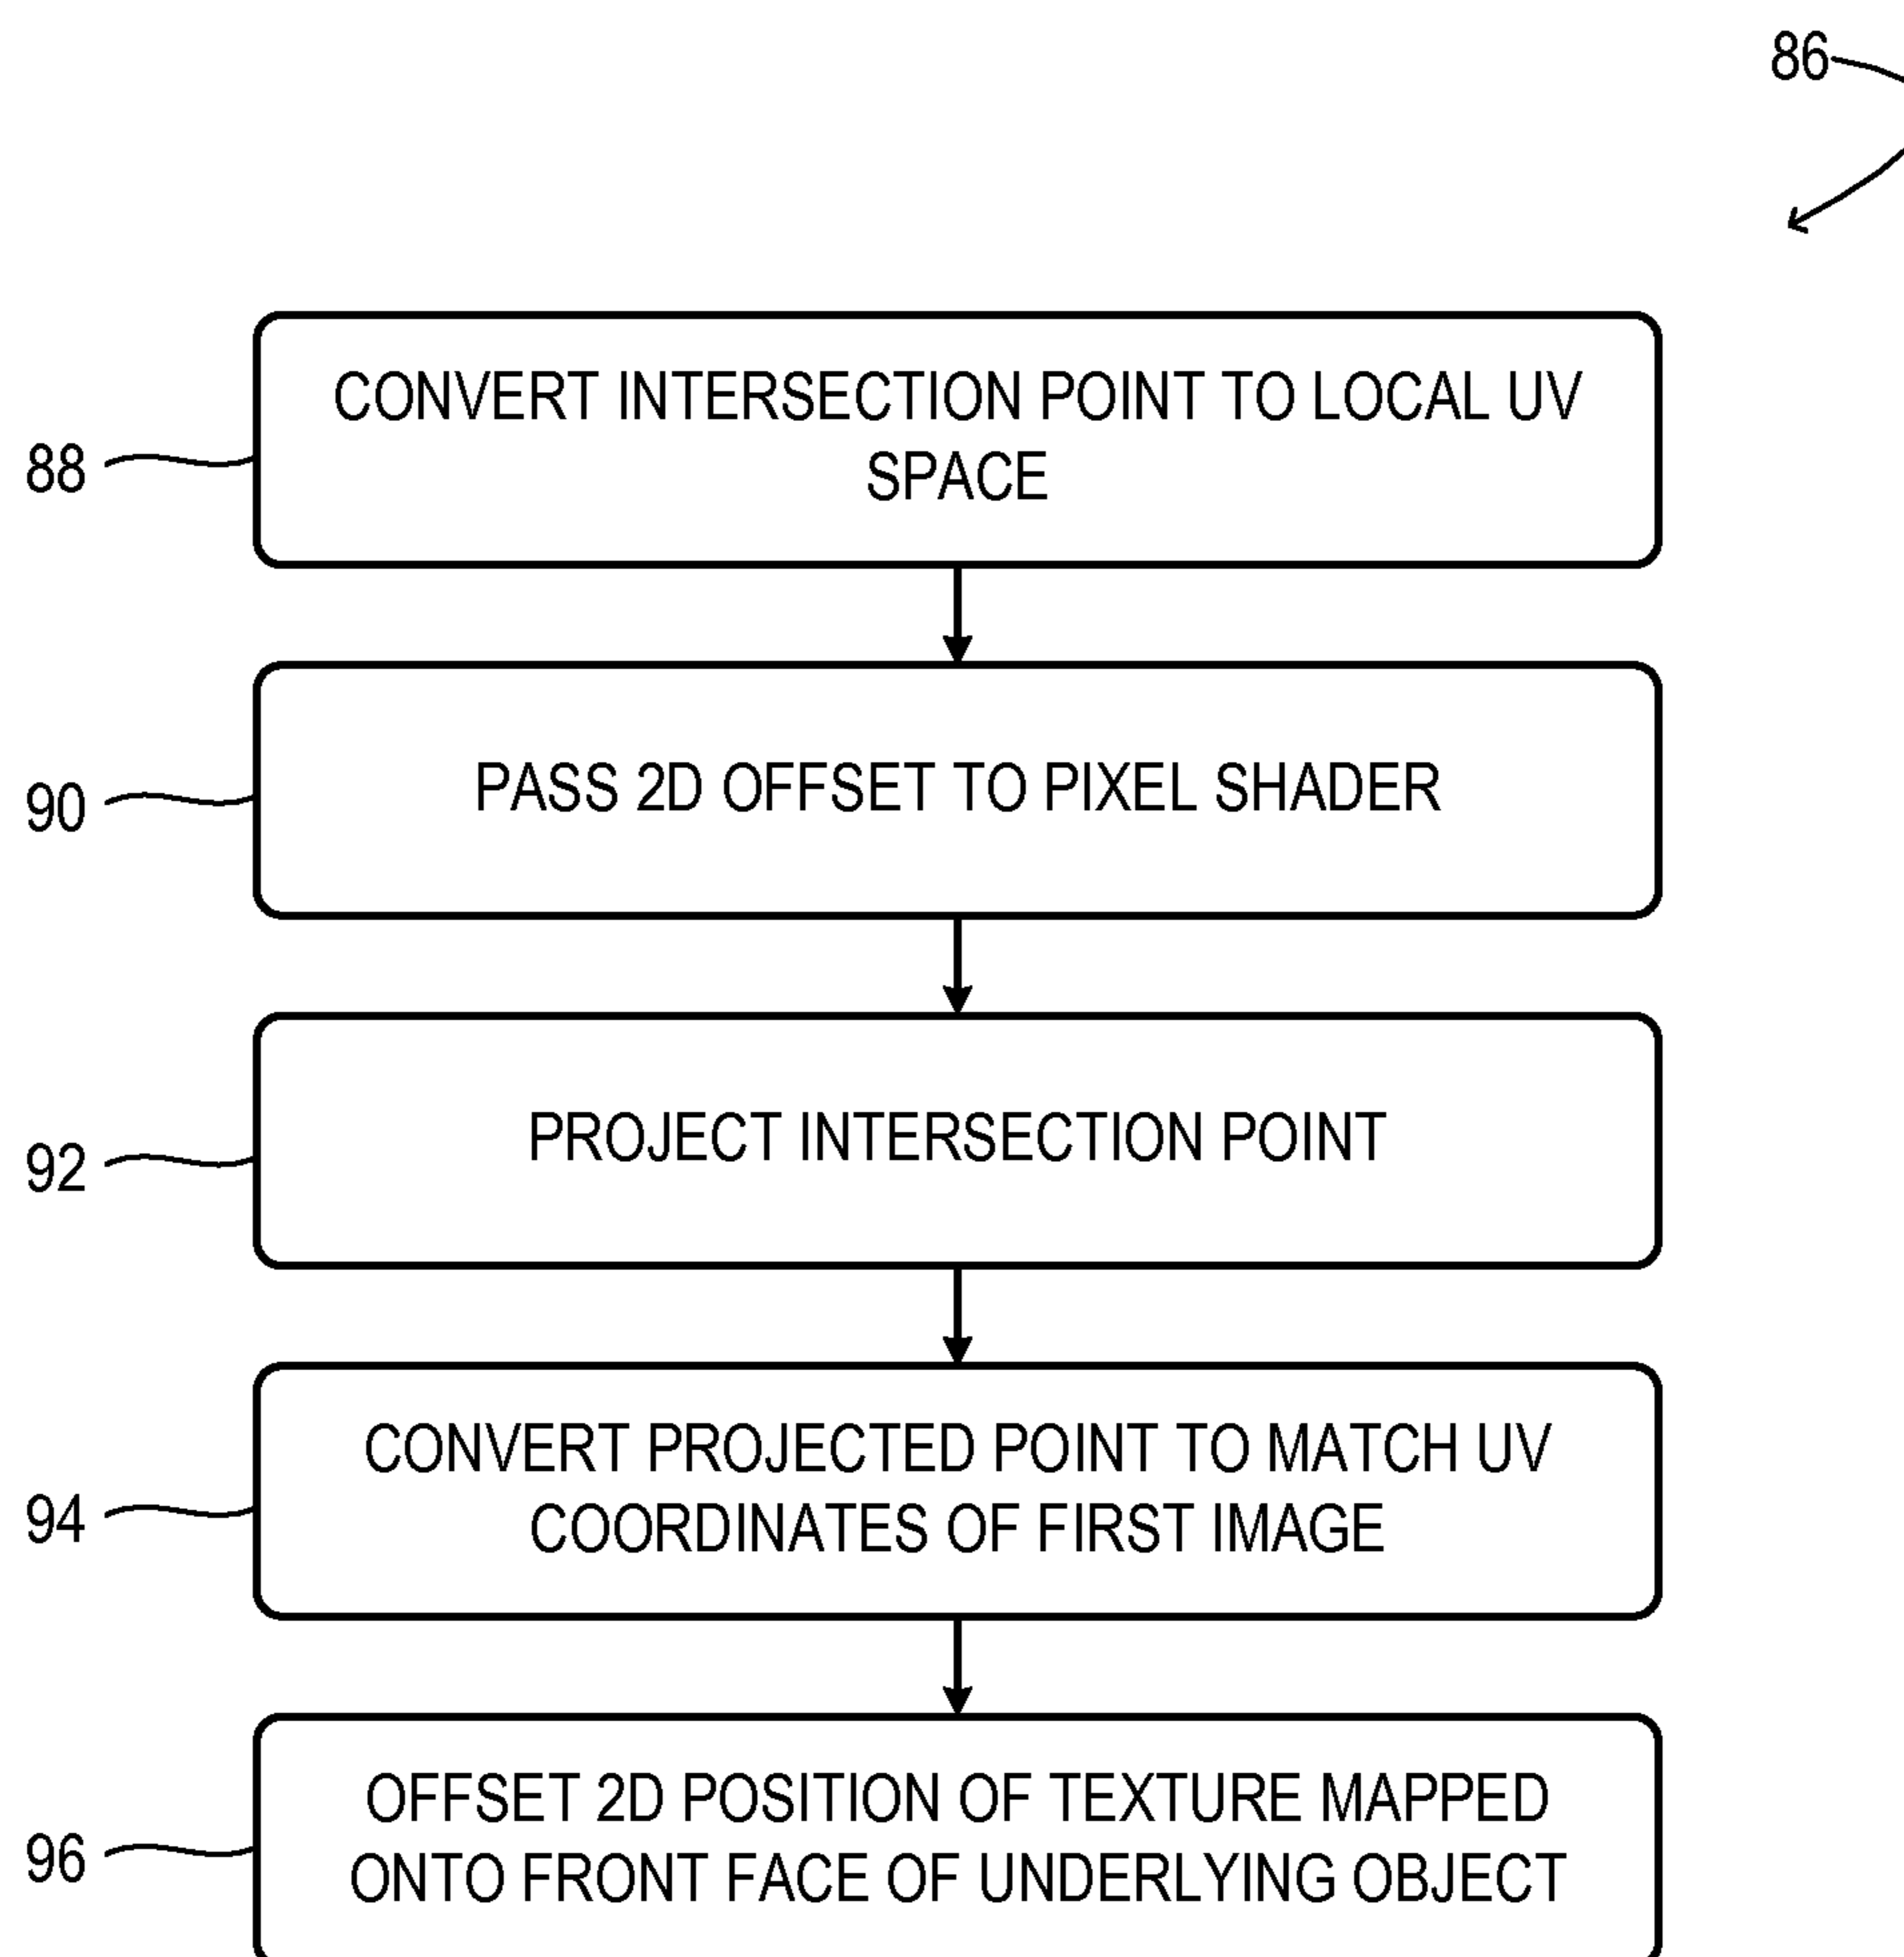 86
88
CONVERT INTERSECTION POINT TO LOCAL UV
SPACE
90
PASS 2D OFFSET TO PIXEL SHADER
92
PROJECT INTERSECTION POINT
94
CONVERT PROJECTED POINT TO MATCH UV
COORDINATES OF FIRST IMAGE
96
OFFSET 2D POSITION OF TEXTURE MAPPED
ONTO FRONT FACE OF UNDERLYING OBJECT